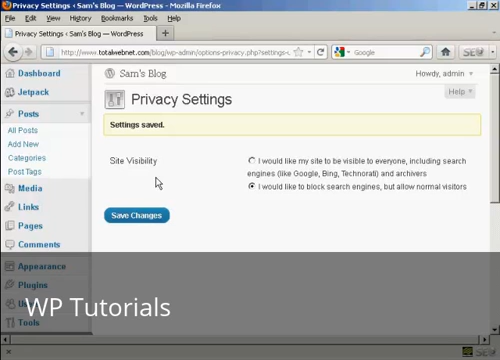 Privacy Settings ‹ Sam's Blog — WordPress - Mozilla Firefox
File Edit View History Bookmarks Tools Help
Privacy Settings ‹ Sam's Blog — WordPress
http://www.totalwebnet.com/blog/wp-admin/options-privacy.php?settings-
Google
Dashboard
Sam's Blog
Howdy, admin
Jetpack
Privacy Settings
Help
Posts
Settings saved.
All Posts
Add New
Categories
Post Tags
Site Visibility
I would like my site to be visible to everyone, including search
engines (like Google, Bing, Technorati) and archivers
I would like to block search engines, but allow normal visitors
Media
Links
Save Changes
Pages
Comments
Appearance
Plugins
WP Tutorials
Tools